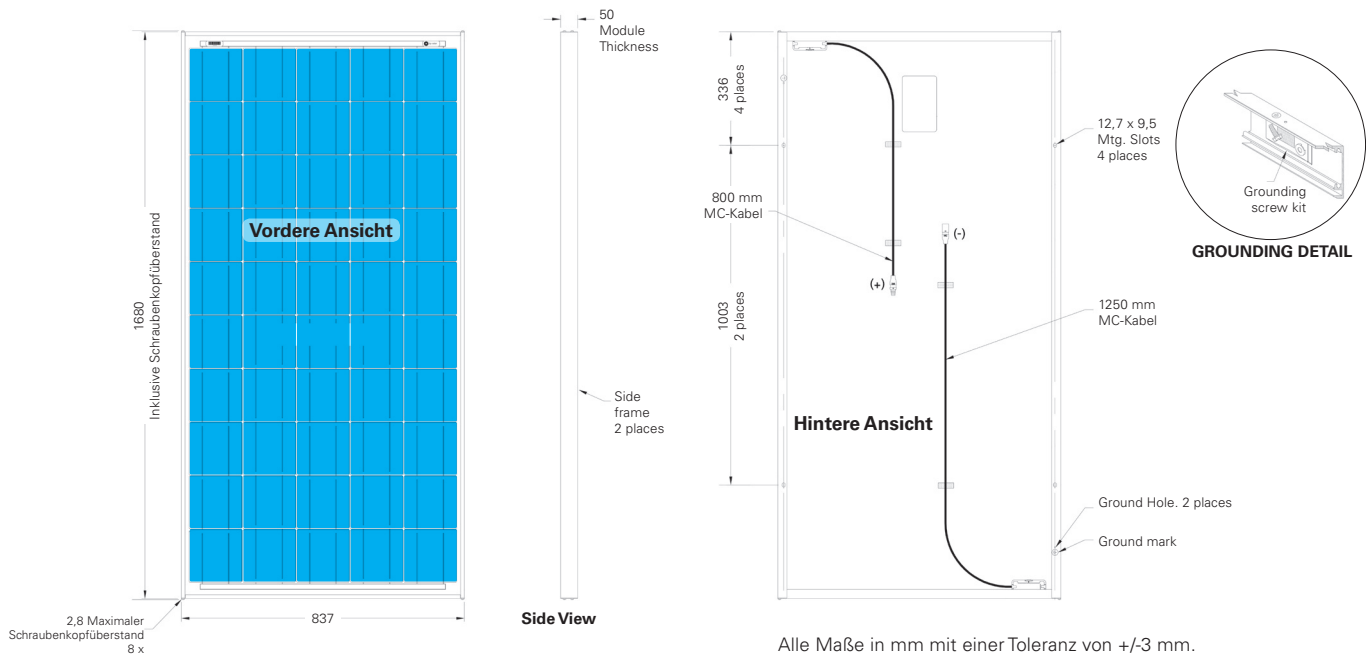 Vordere Ansicht
1680
Inklusive Schraubenkopfüberstand
837
2,8 Maximaler
Schraubenkopfüberstand
8 x
50
Module
Thickness
Side
frame
2 places
Side View
336
4 places
1003
2 places
800 mm
MC-Kabel
(+)
(-)
Hintere Ansicht
12,7 x 9,5
Mtg. Slots
4 places
1250 mm
MC-Kabel
Ground Hole. 2 places
Ground mark
Grounding
screw kit
GROUNDING DETAIL
Alle Maße in mm mit einer Toleranz von +/-3 mm.